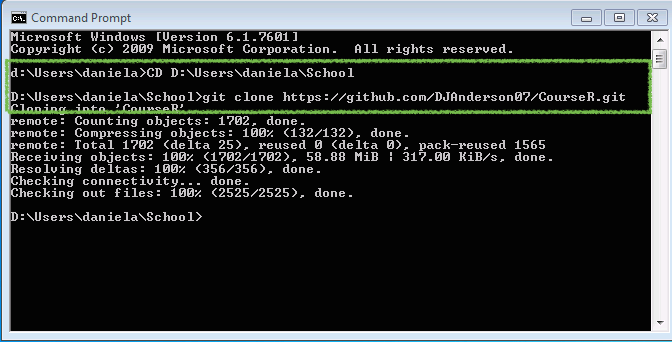 Command Prompt
Microsoft Windows [Version 6.1.7601]
Copyright (c) 2009 Microsoft Corporation.  All rights reserved.
d:\Users\daniela>CD D:\Users\daniela\School
D:\Users\daniela\School>git clone https://github.com/DJAnderson07/CourseR.git
Cloning into 'CourseR'...
remote: Counting objects: 1702, done.
remote: Compressing objects: 100% (132/132), done.
remote: Total 1702 (delta 25), reused 0 (delta 0), pack-reused 1565
Receiving objects: 100% (1702/1702), 58.88 MiB | 317.00 KiB/s, done.
Resolving deltas: 100% (356/356), done.
Checking connectivity... done.
Checking out files: 100% (2525/2525), done.
D:\Users\daniela\School>